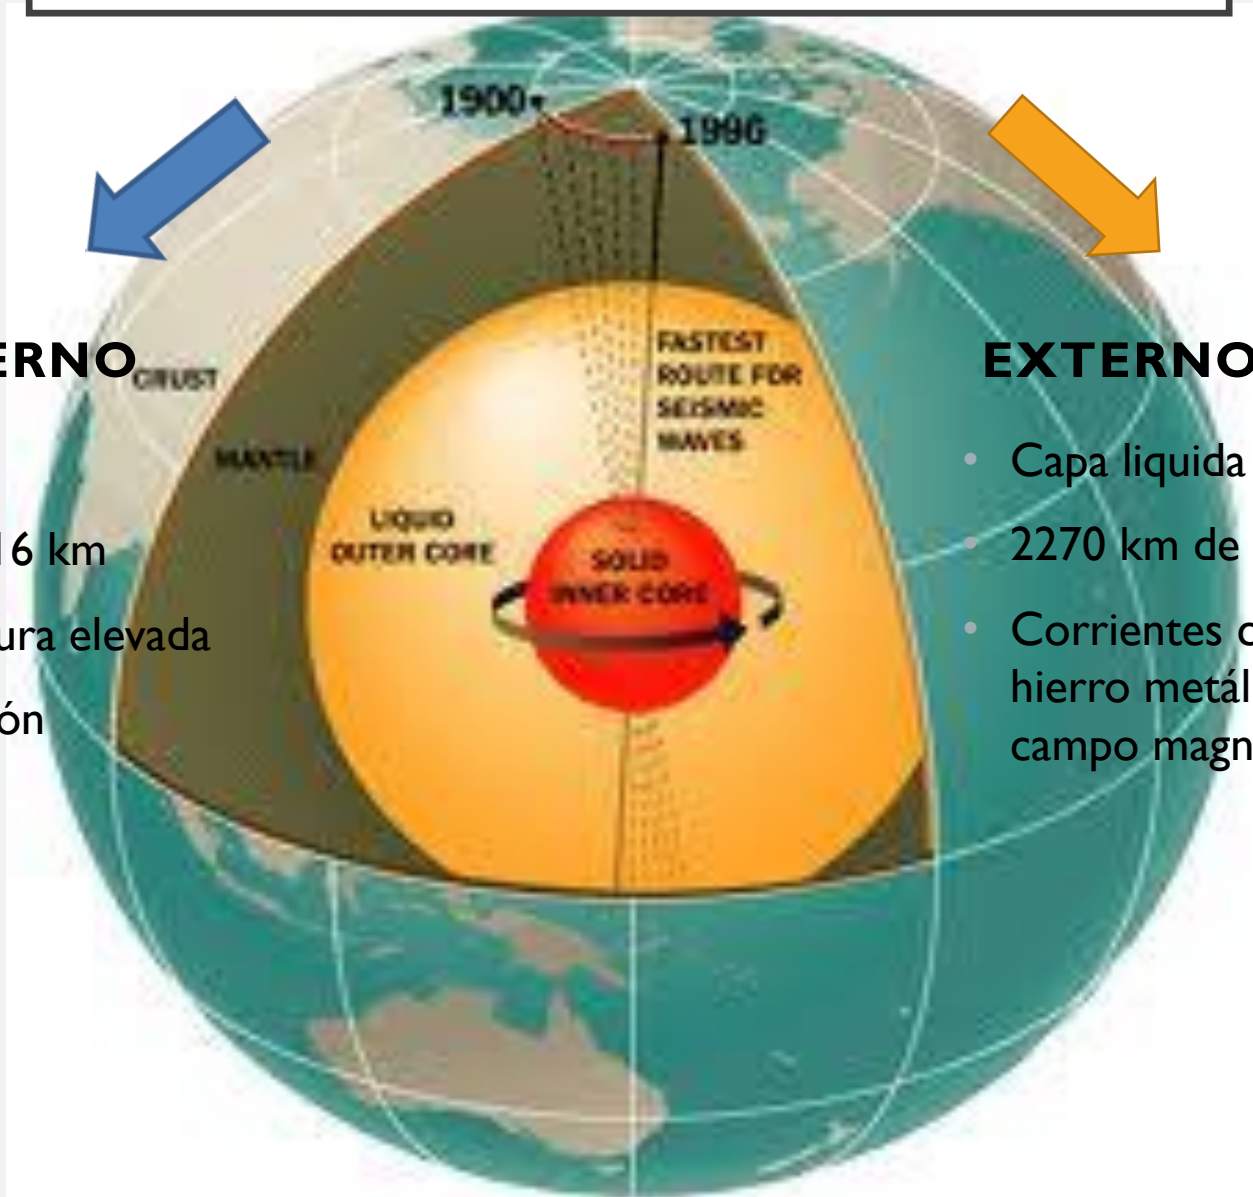 1900
1996
ERNO
CRUST
MANTLE
LIQUID
OUTER CORE
FASTEST
ROUTE FOR
SEISMIC
WAVES
SOLID
INNER CORE
16 km
ura elevada
ón
EXTERNO
• Capa liquida
• 2270 km de
• Corrientes
hierro metál
campo magn